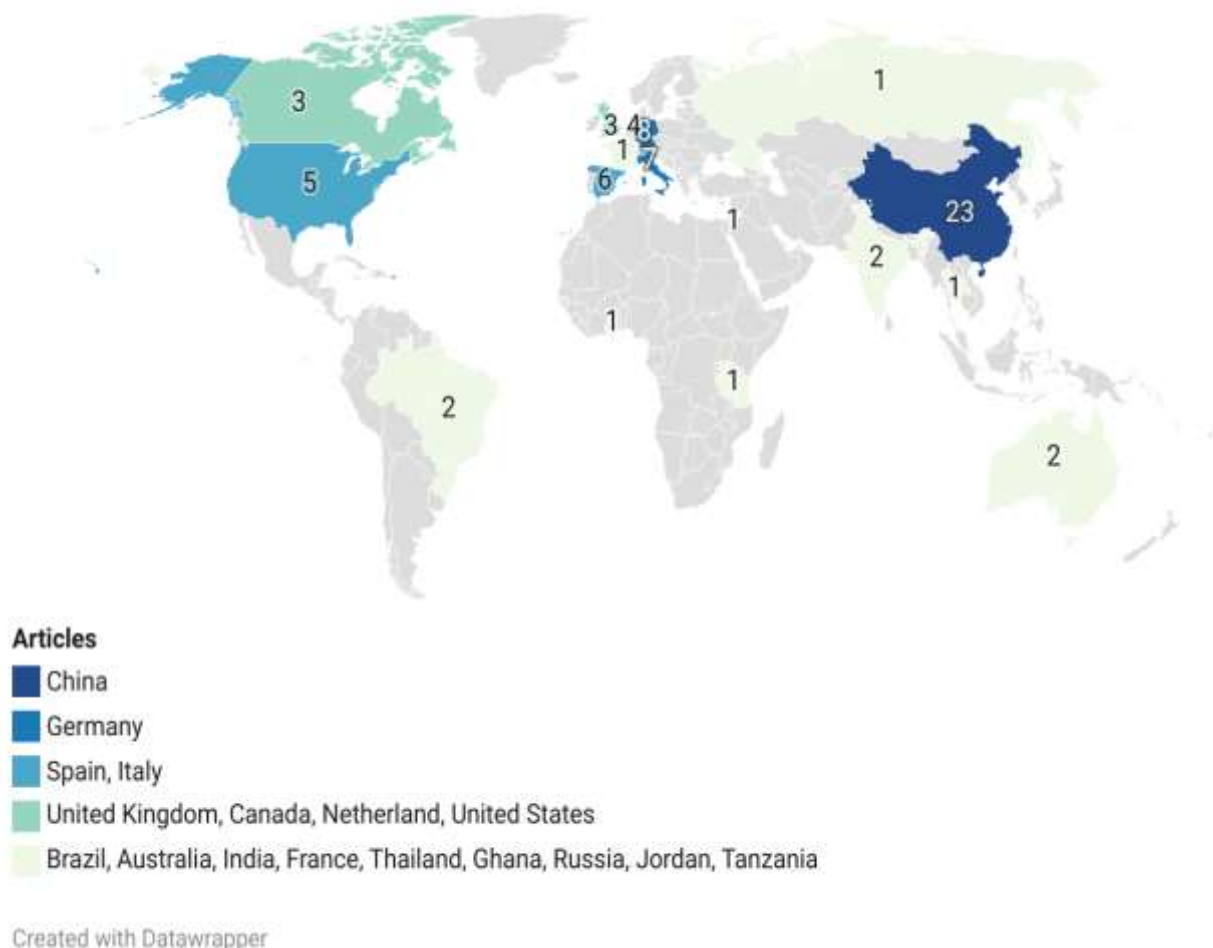 1
3
3 4 8
1 7
5
6
23
1
2
1
1
1
2
2
Articles
China
Germany
Spain, Italy
United Kingdom, Canada, Netherland, United States
Brazil, Australia, India, France, Thailand, Ghana, Russia, Jordan, Tanzania
Created with Datawrapper